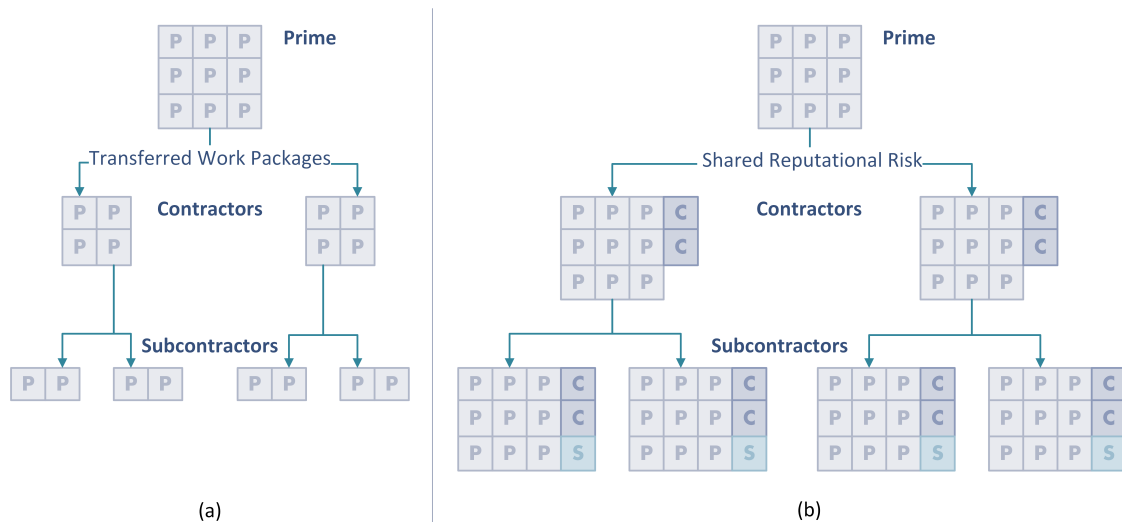 P P P
P P P
P P P
Prime
Transferred Work Packages
P P
P P
Contractors
P P
P P
Subcontractors
P P
P P
P P
P P
(a)
P P P
P P P
P P P
Prime
Shared Reputational Risk
P P P C
P P P C
P P P
Contractors
P P P C
P P P C
P P P
Subcontractors
P P P C
P P P C
P P P S
P P P C
P P P C
P P P S
P P P C
P P P C
P P P S
P P P C
P P P C
P P P S
(b)